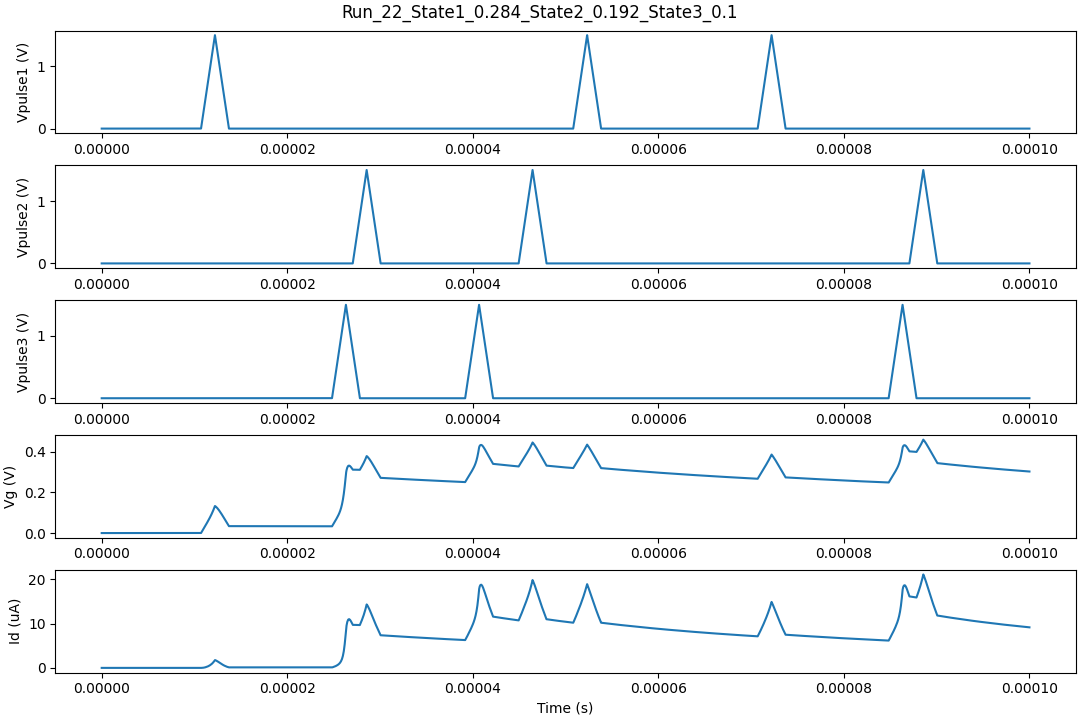 Run_22_State1_0.284_State2_0.192_State3_0.1
Vpulse1 (V)
1
0
0.00000 0.00002 0.00004 0.00006 0.00008 0.00010
Vpulse2 (V)
1
0
0.00000 0.00002 0.00004 0.00006 0.00008 0.00010
Vpulse3 (V)
1
0
0.00000 0.00002 0.00004 0.00006 0.00008 0.00010
Vg (V)
0.4
0.2
0.0
0.00000 0.00002 0.00004 0.00006 0.00008 0.00010
Id (uA)
20
10
0
0.00000 0.00002 0.00004 0.00006 0.00008 0.00010
Time (s)